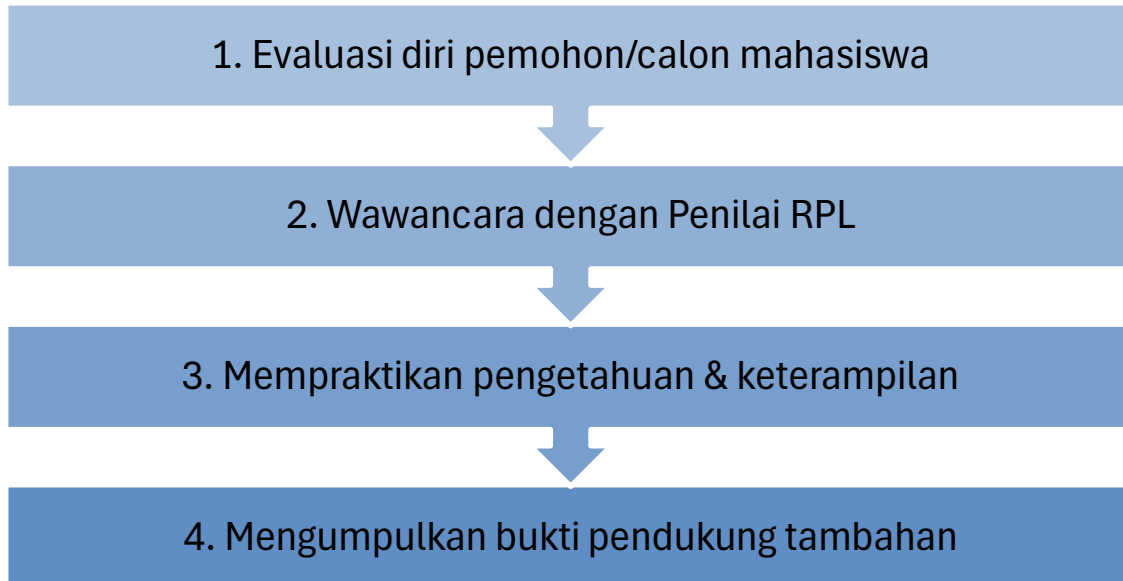 1. Evaluasi diri pemohon/calon mahasiswa
2. Wawancara dengan Penilai RPL
3. Mempraktikan pengetahuan & keterampilan
4. Mengumpulkan bukti pendukung tambahan